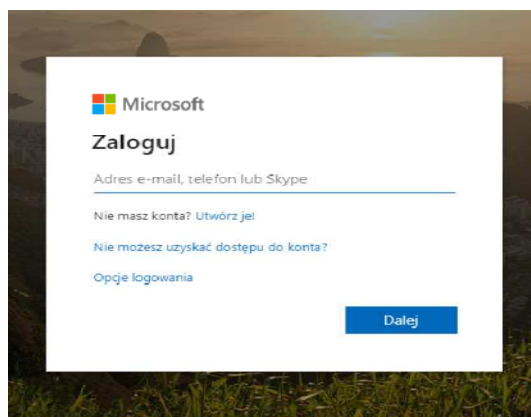 Microsoft
Zaloguj
Adres e-mail, telefon lub Skype
Nie masz konta? Utwórz je!
Nie możesz uzyskać dostępu do konta?
Opcje logowania
Dalej